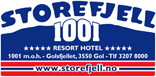 STOREFJELL
1001
★★★★★ RESORT HOTEL ★★★★★
1001 m.o.h. - Golsfjellet, 3550 Gol - Tlf 3207 8000
www.storefjell.no